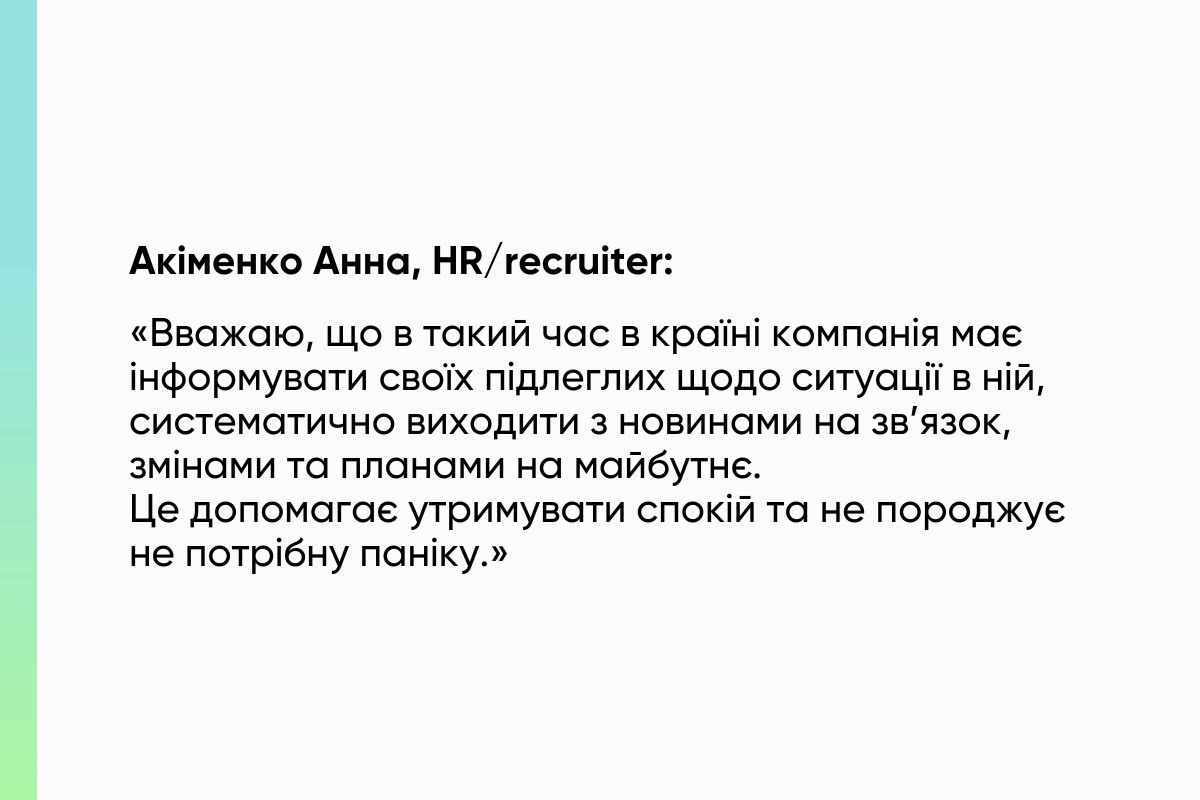 Акіменко Анна, HR/recruiter:
«Вважаю, що в такий час в країні компанія має
інформувати своїх підлеглих щодо ситуації в ній,
систематично виходити з новинами на зв’язок,
змінами та планами на майбутнє.
Це допомагає утримувати спокій та не породжує
не потрібну паніку.»